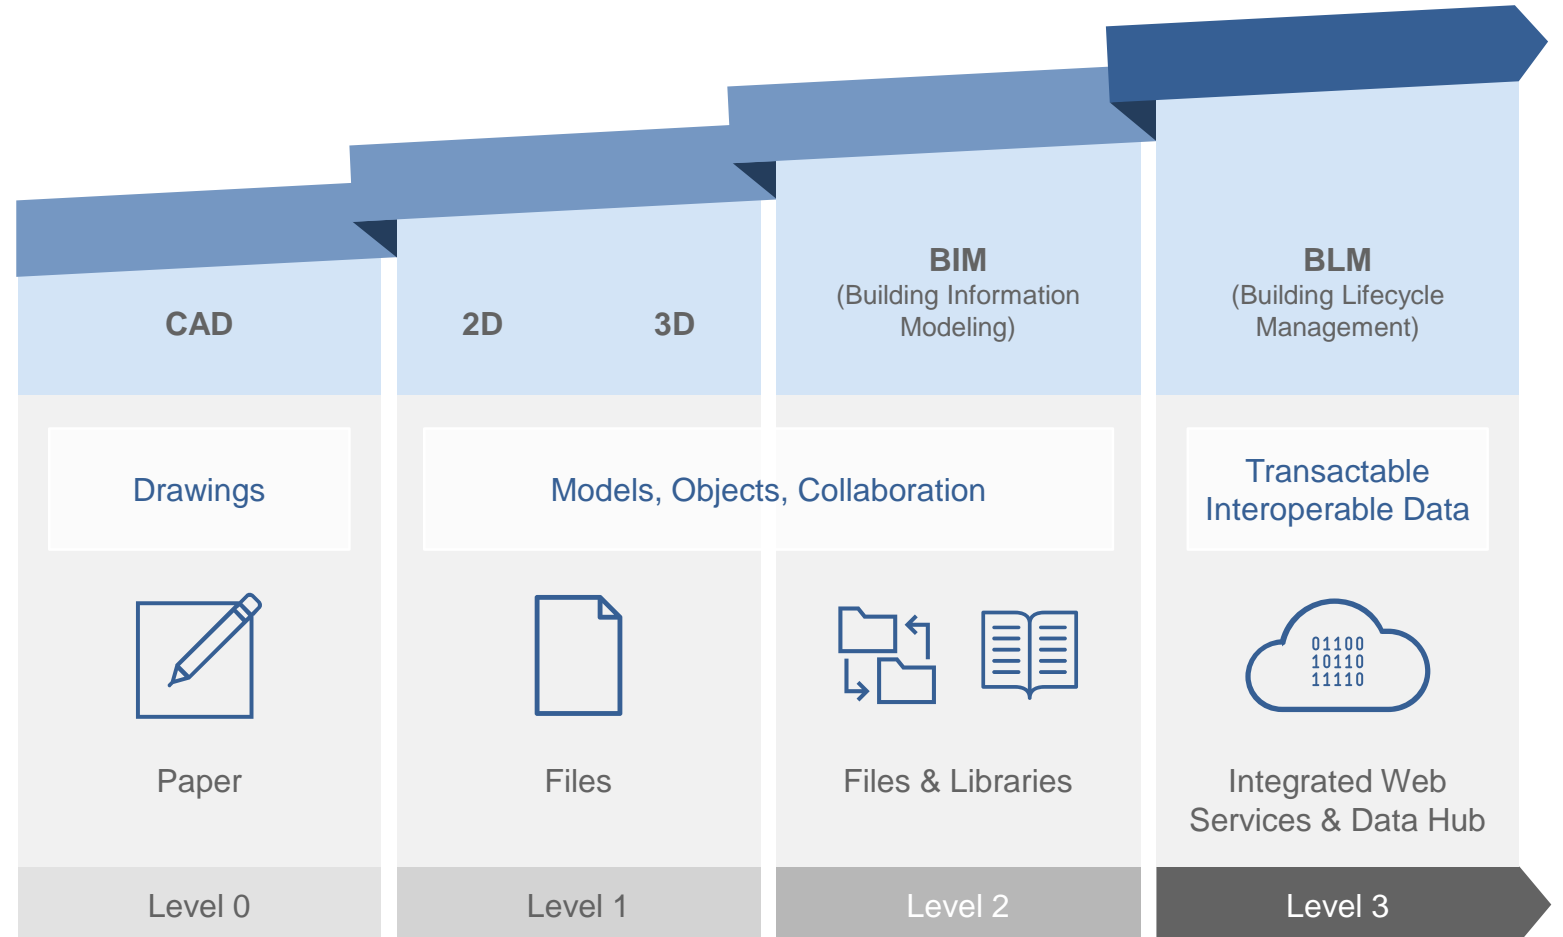 CAD
2D
3D
BIM
(Building Information
Modeling)
BLM
(Building Lifecycle
Management)
Drawings
Models, Objects, Collaboration
Transactable
Interoperable Data
01100
10110
11110
Paper
Files
Files & Libraries
Integrated Web
Services & Data Hub
Level 0
Level 1
Level 2
Level 3